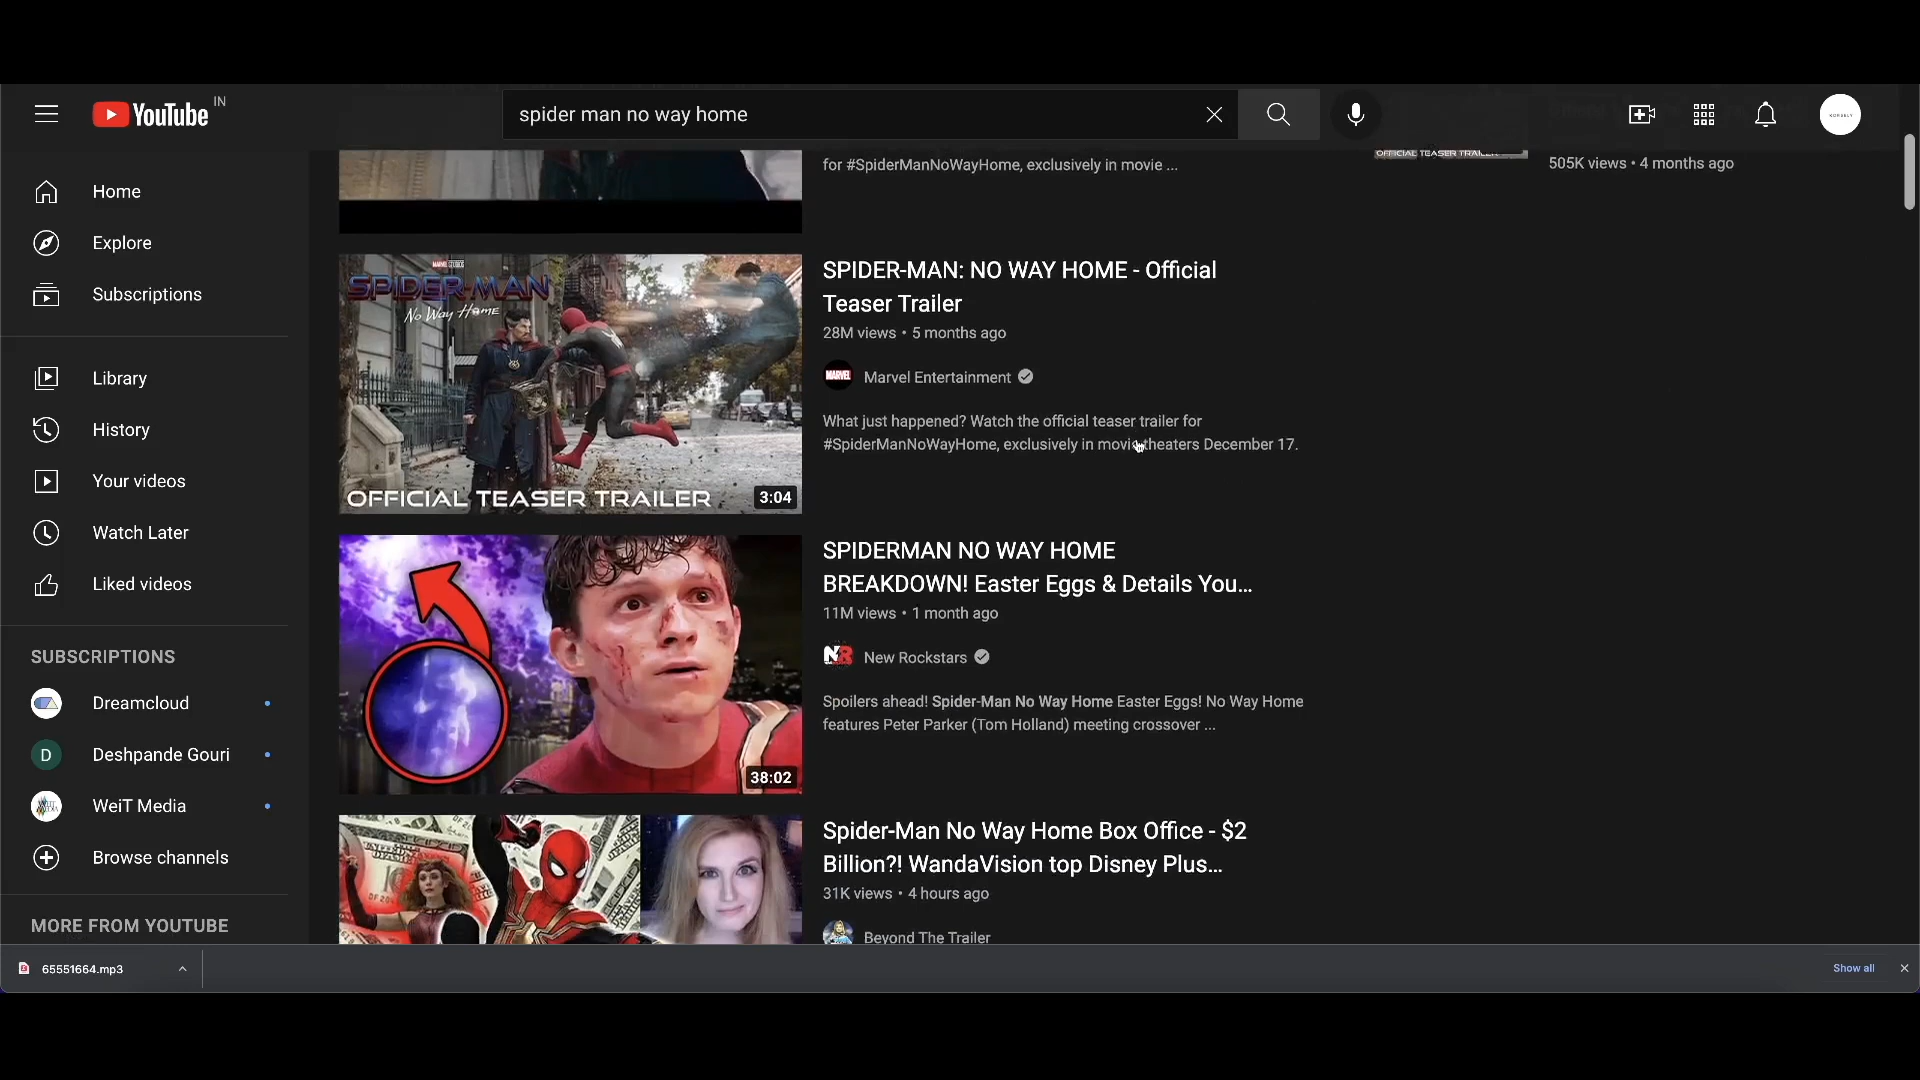 YouTube IN
spider man no way home
Home
Explore
Subscriptions
Library
History
Your videos
Watch Later
Liked videos
SUBSCRIPTIONS
Dreamcloud
D
Deshpande Gouri
WeiT Media
Browse channels
MORE FROM YOUTUBE
for #SpiderManNoWayHome, exclusively in movie ...
OFFICIAL TEASER TRAILER
505K views • 4 months ago
MARVEL STUDIOS
SPIDER-MAN
No Way Home
OFFICIAL TEASER TRAILER
3:04
SPIDER-MAN: NO WAY HOME - Official
Teaser Trailer
28M views • 5 months ago
MARVEL
Marvel Entertainment
What just happened? Watch the official teaser trailer for
#SpiderManNoWayHome, exclusively in movie theaters December 17.
38:02
SPIDERMAN NO WAY HOME
BREAKDOWN! Easter Eggs & Details You...
11M views • 1 month ago
NR
New Rockstars
Spoilers ahead! Spider-Man No Way Home Easter Eggs! No Way Home
features Peter Parker (Tom Holland) meeting crossover ...
Spider-Man No Way Home Box Office - $2
Billion?! WandaVision top Disney Plus...
31K views • 4 hours ago
Beyond The Trailer
65551664.mp3
Show all